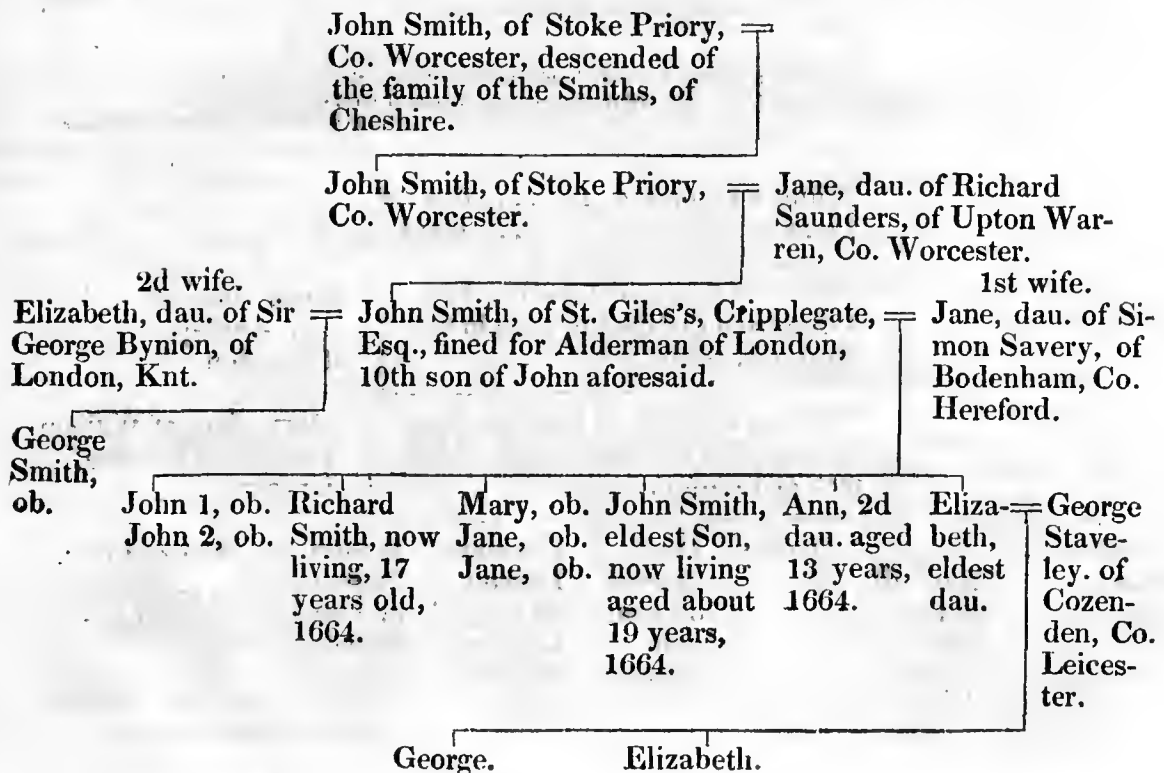 John Smith, of Stoke Priory, =
Co. Worcester, descended of
the family of the Smiths, of
Cheshire.
John Smith, of Stoke Priory, =
Co. Worcester.
Jane, dau. of Richard
Saunders, of Upton War-
ren, Co. Worcester.
2d wife.
Elizabeth, dau. of Sir =
George Bynion, of
London, Knt.
John Smith, of St. Giles's, Cripplegate, =
Esq., fined for Alderman of London,
10th son of John aforesaid.
1st wife.
Jane, dau. of Si-
mon Savery, of
Bodenham, Co.
Hereford.
George
Smith,
ob.
John 1, ob.
John 2, ob.
Richard
Smith, now
living, 17
years old,
1664.
Mary, ob.
Jane, ob.
Jane, ob.
John Smith,
eldest Son,
now living
aged about
19 years,
1664.
Ann, 2d
dau. aged
13 years,
1664.
Eliza- =
beth,
eldest
dau.
George
Stave-
ley. of
Cozen-
den, Co.
Leices-
ter.
George.
Elizabeth.